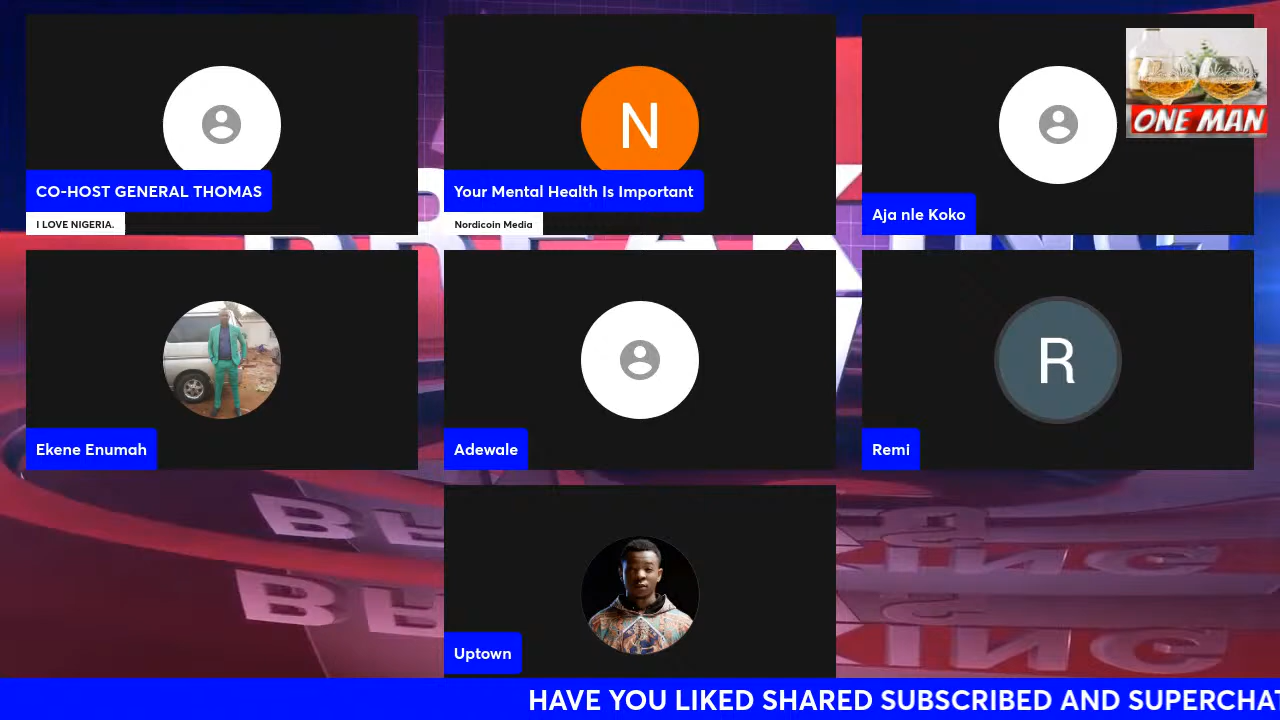 ONE MAN
N
CO-HOST GENERAL THOMAS
I LOVE NIGERIA.
Your Mental Health Is Important
Nordicoin Media
Aja nle Koko
R
Ekene Enumah
Adewale
Remi
Uptown
HAVE YOU LIKED SHARED SUBSCRIBED AND SUPERCHAT